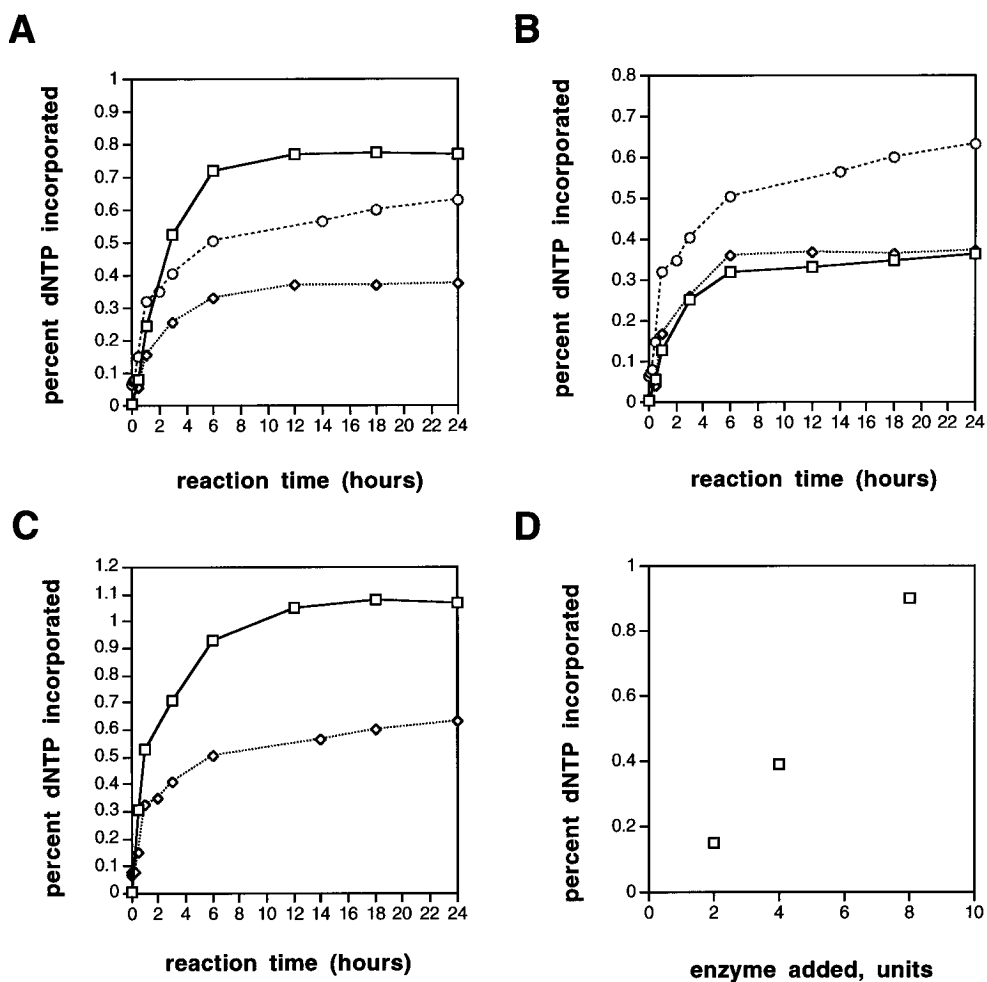 A
percent dNTP incorporated
1
0.9
0.8
0.7
0.6
0.5
0.4
0.3
0.2
0.1
0
0 2 4 6 8 10 12 14 16 18 20 22 24
reaction time (hours)
B
percent dNTP incorporated
0.8
0.7
0.6
0.5
0.4
0.3
0.2
0.1
0
0 2 4 6 8 10 12 14 16 18 20 22 24
reaction time (hours)
C
percent dNTP incorporated
1.2
1.1
1
0.9
0.8
0.7
0.6
0.5
0.4
0.3
0.2
0.1
0
0 2 4 6 8 10 12 14 16 18 20 22 24
reaction time (hours)
D
percent dNTP incorporated
1
0.8
0.6
0.4
0.2
0
0 2 4 6 8 10
enzyme added, units